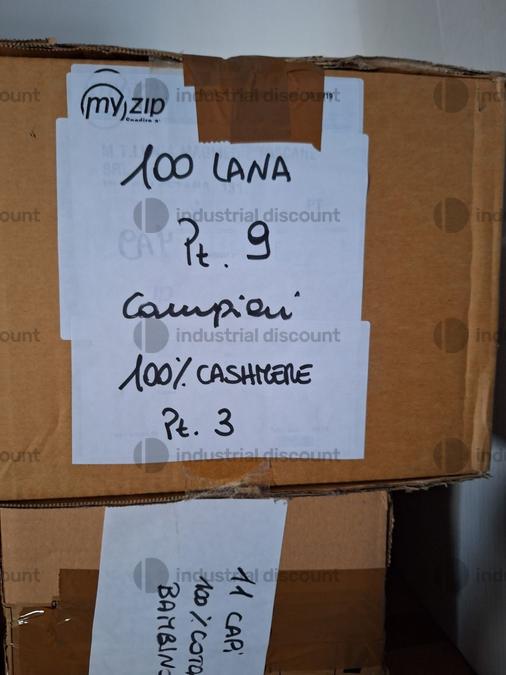 my ZIP
100 LANA
Pt. 9
Campioni
100% CASHMERE
Pt. 3
11 CAPI
100% COTO
BAMBINO
industrial discount